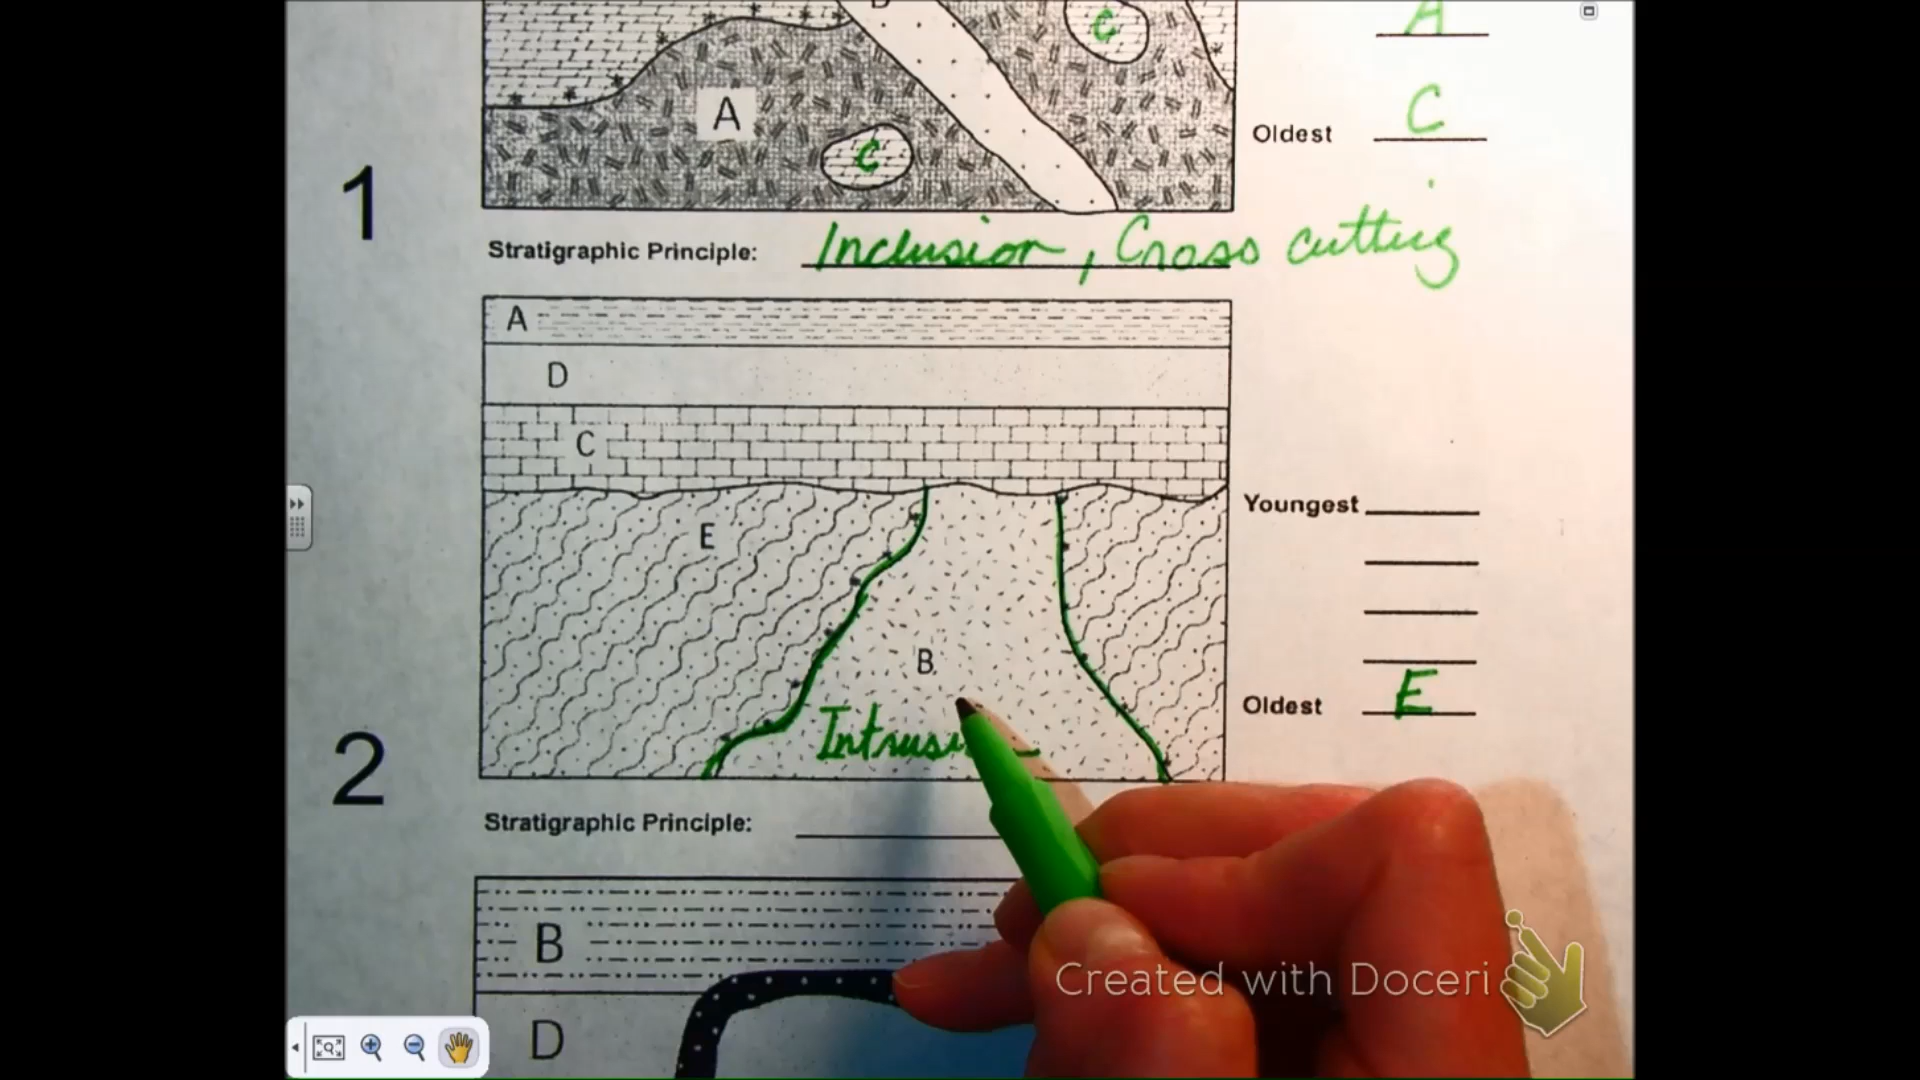 A
C
A
C
Oldest
C
1
Stratigraphic Principle: Inclusion, Cross cutting
A
D
C
Youngest
E
B
Oldest E
2
Stratigraphic Principle:
B
Created with Doceri
D